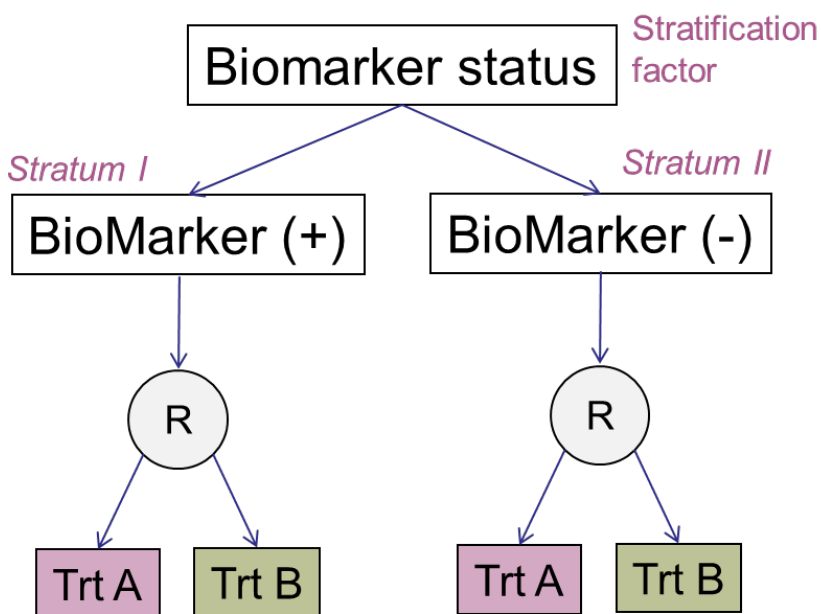 Stratification
factor
Biomarker status
Stratum I
Stratum II
BioMarker (+)
BioMarker (-)
R
R
Trt A
Trt B
Trt A
Trt B